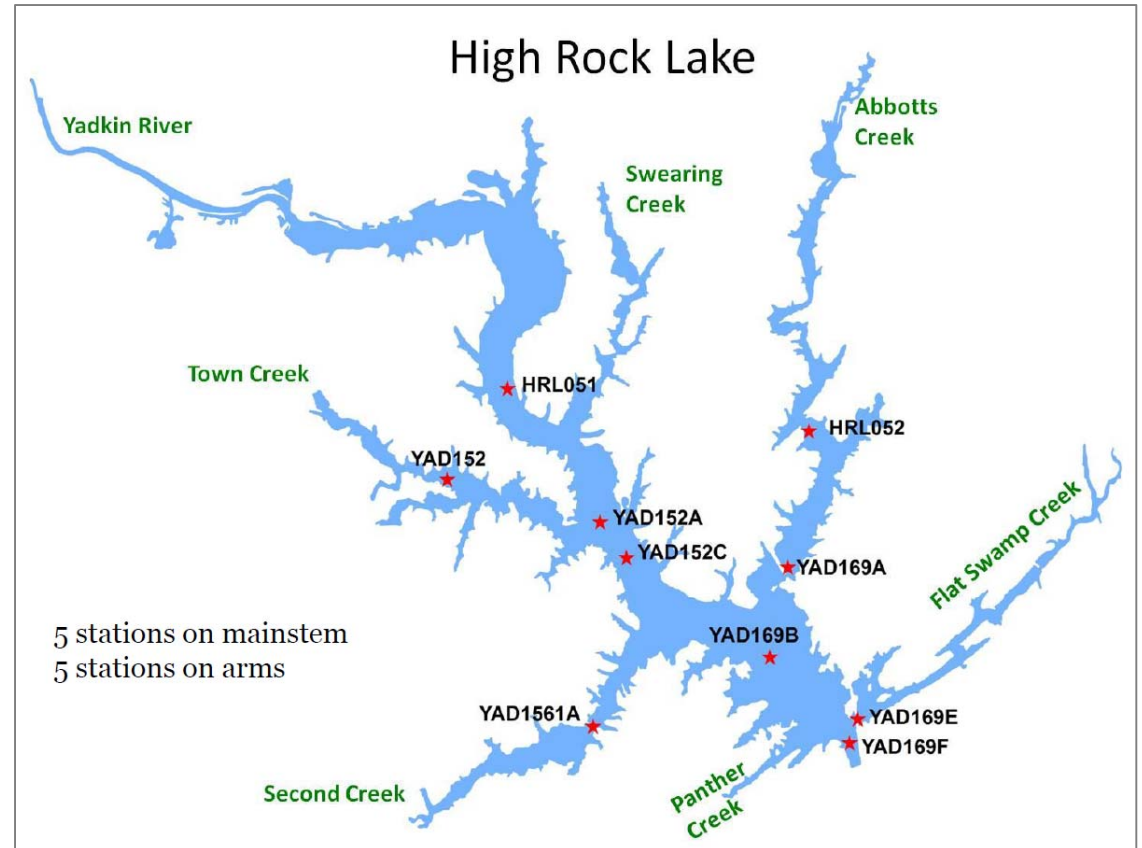 High Rock Lake
Yadkin River
Abbotts
Creek
Swearing
Creek
Town Creek
HRL051
HRL052
YAD152
YAD152A
YAD152C
YAD169A
Flat Swamp Creek
5 stations on mainstem
5 stations on arms
YAD169B
YAD1561A
YAD169E
YAD169F
Second Creek
Panther
Creek